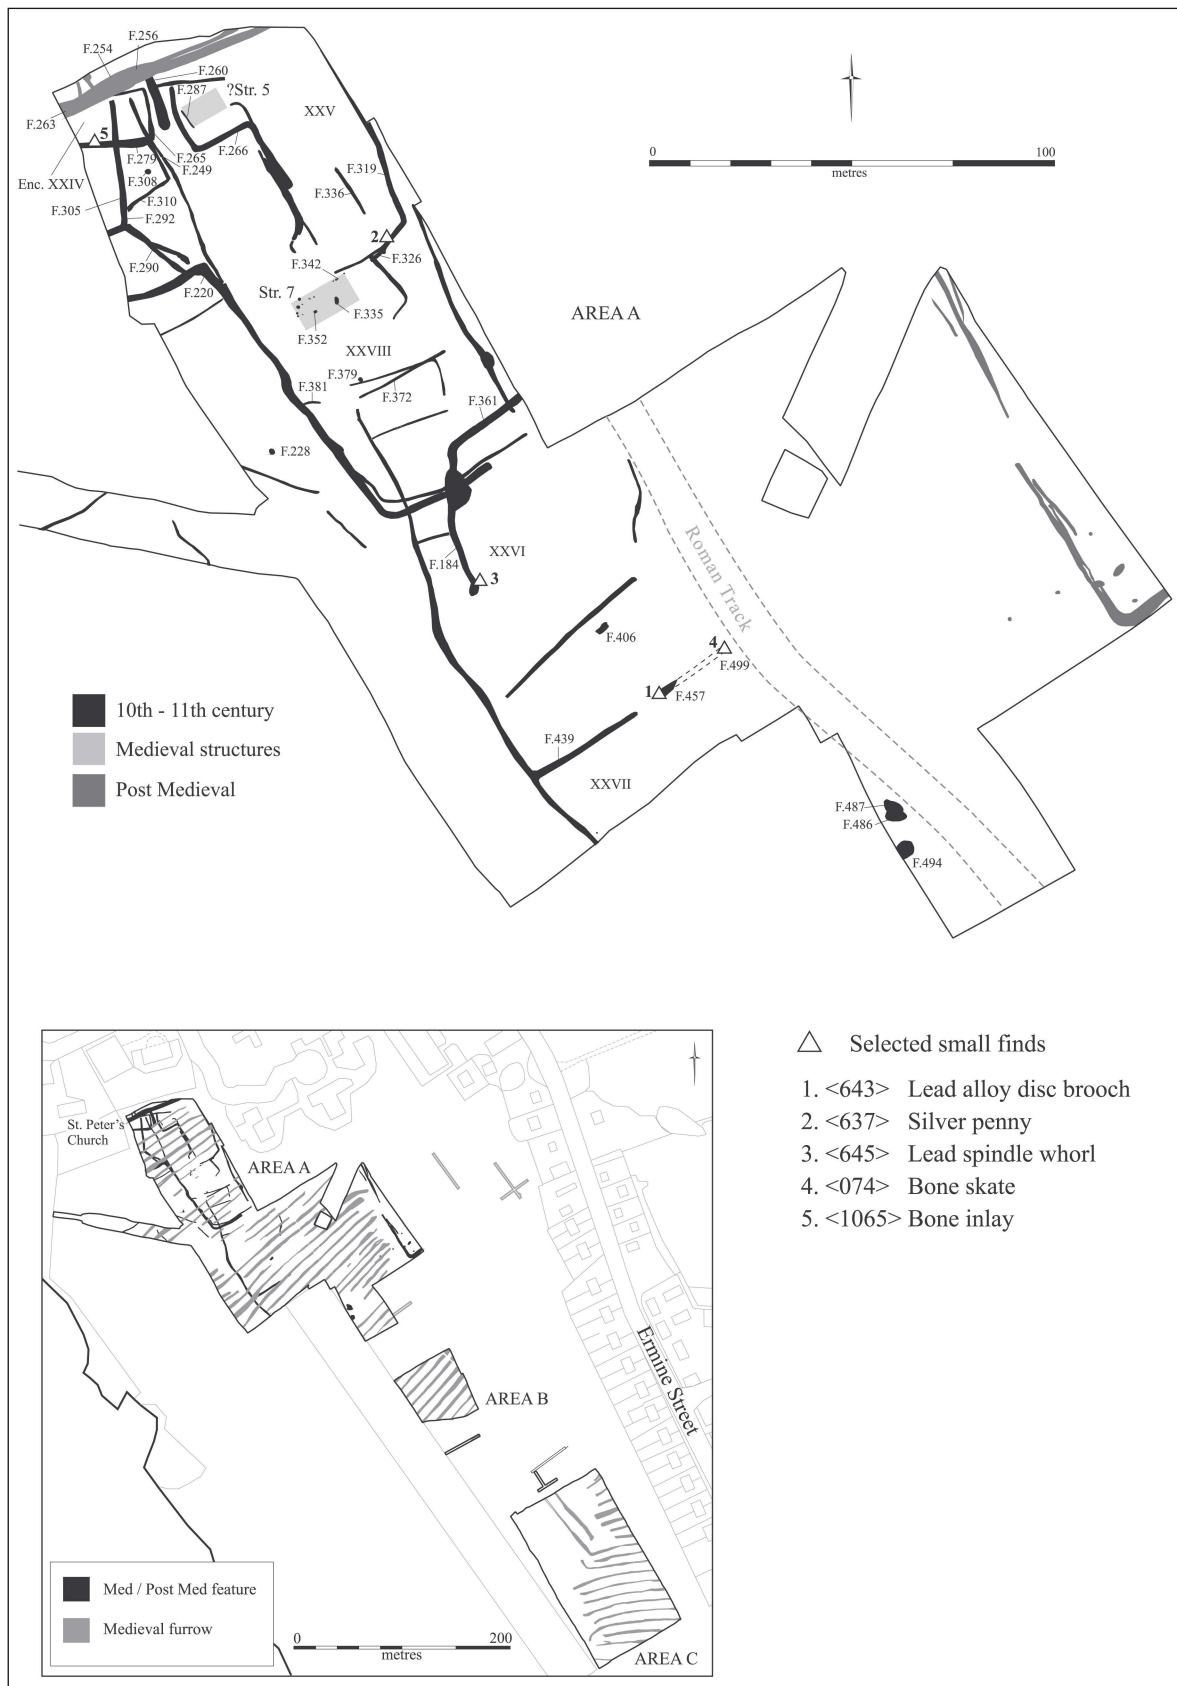 F.254
F.256
F.260
F.287
?Str. 5
XXV
F.263
5
F.266
F.279
F.265
F.249
F.319
F.336
Enc. XXIV
F.308
F.305
F.310
F.292
2
F.326
F.290
F.342
F.220
Str. 7
F.335
F.352
XXVIII
F.379
F.381
F.372
F.361
F.228
0 100
metres
AREA A
XXVI
F.184
3
Roman Track
F.406
4
F.499
1
F.457
F.439
XXVII
F.487
F.486
F.494
10th - 11th century
Medieval structures
Post Medieval
St. Peter's
Church
AREA A
AREA B
Ermine Street
AREA C
Med / Post Med feature
Medieval furrow
0 200
metres
Selected small finds
1. <643> Lead alloy disc brooch
2. <637> Silver penny
3. <645> Lead spindle whorl
4. <074> Bone skate
5. <1065> Bone inlay